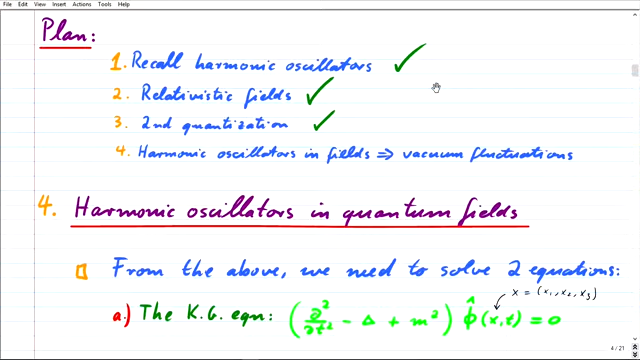 File Edit View Insert Actions Tools Help
Plan:
1. Recall harmonic oscillators ✓
2. Relativistic fields ✓
3. 2nd quantization ✓
4. Harmonic oscillators in fields ⇒ vacuum fluctuations
4. Harmonic oscillators in quantum fields
From the above, we need to solve 2 equations:
x = (x₁, x₂, x₃)
a.) The K.G. eqn: (∂²/∂t² - Δ + m²) ϕ̂(x,t) = 0
4 / 21